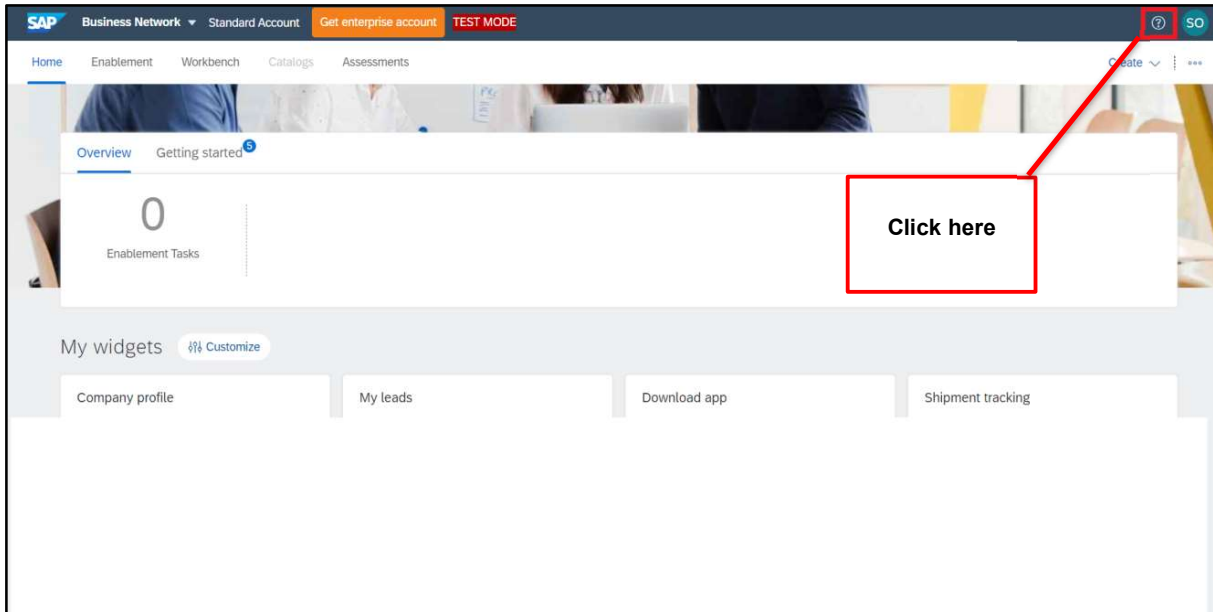 SAP Business Network Standard Account Get enterprise account TEST MODE ? SO
Home Enablement Workbench Catalogs Assessments Create
Overview Getting started 5
0
Enablement Tasks
Click here
My widgets Customize
Company profile My leads Download app Shipment tracking